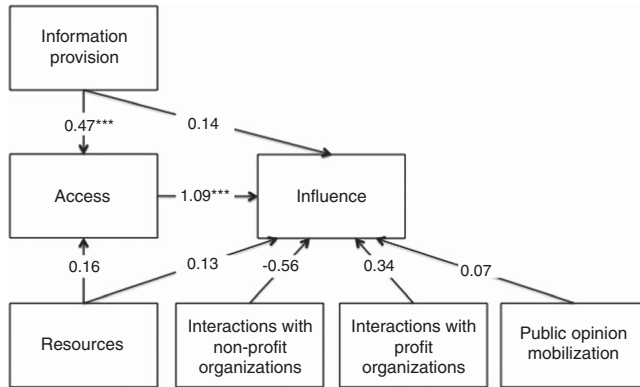 Information
provision
0.47***
0.14
Access
1.09***
Influence
0.16
0.13
-0.56
0.34
0.07
Resources
Interactions with
non-profit
organizations
Interactions with
profit
organizations
Public opinion
mobilization